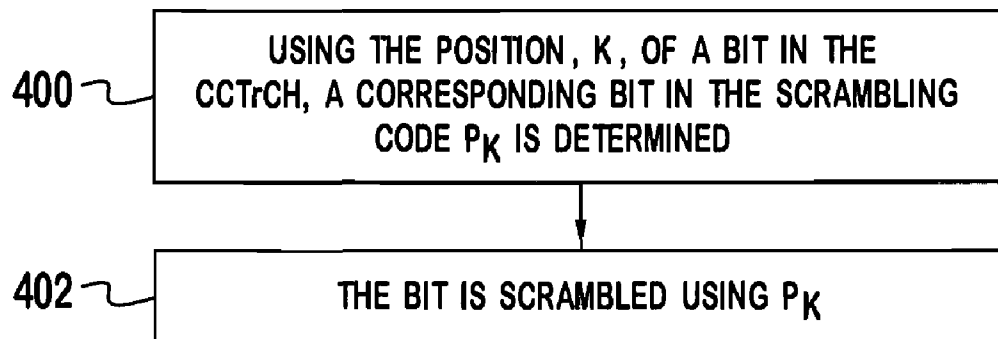 USING THE POSITION, K, OF A BIT IN THE
400
CCTrCH, A CORRESPONDING BIT IN THE SCRAMBLING
CODE PK IS DETERMINED
402
THE BIT IS SCRAMBLED USING PK